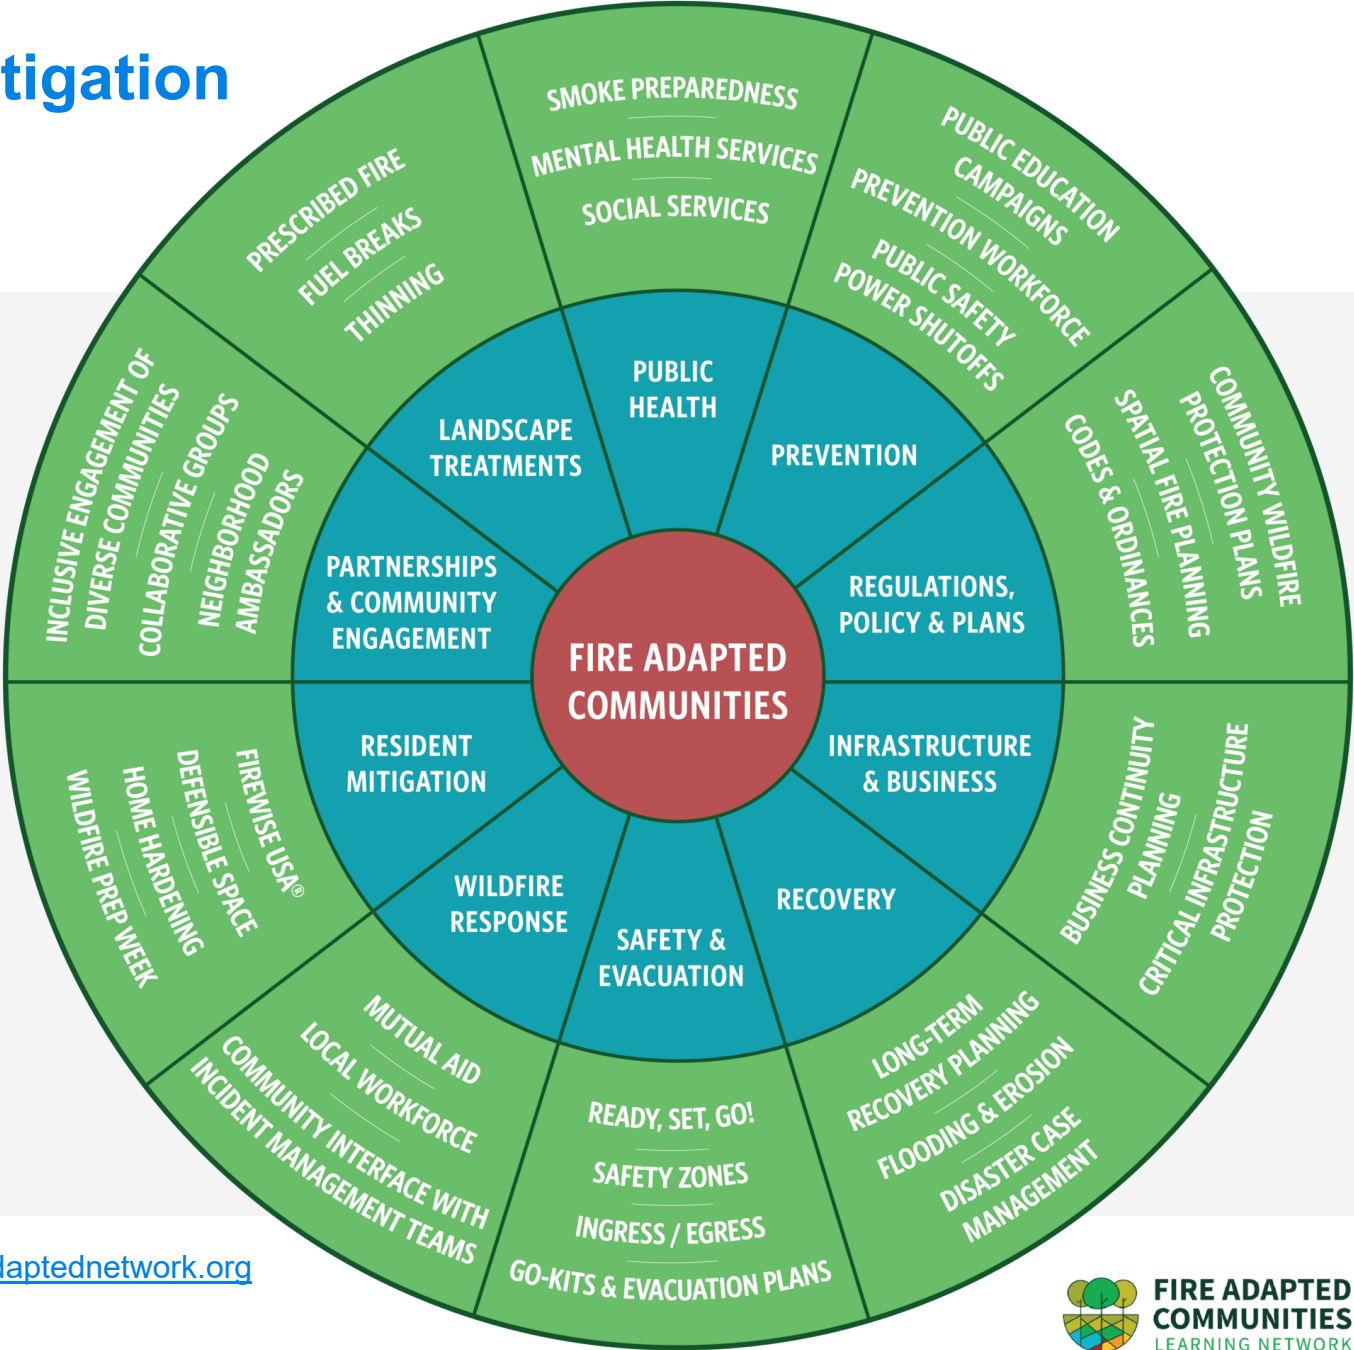 tigation
SMOKE PREPAREDNESS
MENTAL HEALTH SERVICES
SOCIAL SERVICES
PUBLIC HEALTH
PUBLIC EDUCATION
CAMPAIGNS
PREVENTION WORKFORCE
PUBLIC SAFETY
POWER SHUTOFFS
PREVENTION
COMMUNITY WILDFIRE
PROTECTION PLANS
SPATIAL FIRE PLANNING
CODES & ORDINANCES
REGULATIONS,
POLICY & PLANS
BUSINESS CONTINUITY
PLANNING
CRITICAL INFRASTRUCTURE
PROTECTION
INFRASTRUCTURE
& BUSINESS
LONG-TERM
RECOVERY PLANNING
FLOODING & EROSION
DISASTER CASE
MANAGEMENT
RECOVERY
READY, SET, GO!
SAFETY ZONES
INGRESS / EGRESS
GO-KITS & EVACUATION PLANS
SAFETY &
EVACUATION
MUTUAL AID
LOCAL WORKFORCE
COMMUNITY INTERFACE WITH
INCIDENT MANAGEMENT TEAMS
WILDFIRE
RESPONSE
FIREWISE USA®
DEFENSIBLE SPACE
HOME HARDENING
WILDFIRE PREP WEEK
RESIDENT
MITIGATION
INCLUSIVE ENGAGEMENT OF
DIVERSE COMMUNITIES
COLLABORATIVE GROUPS
NEIGHBORHOOD
AMBASSADORS
PARTNERSHIPS
& COMMUNITY
ENGAGEMENT
PRESCRIBED FIRE
FUEL BREAKS
THINNING
LANDSCAPE
TREATMENTS
FIRE ADAPTED
COMMUNITIES
daptednetwork.org
FIRE ADAPTED
COMMUNITIES
LEARNING NETWORK